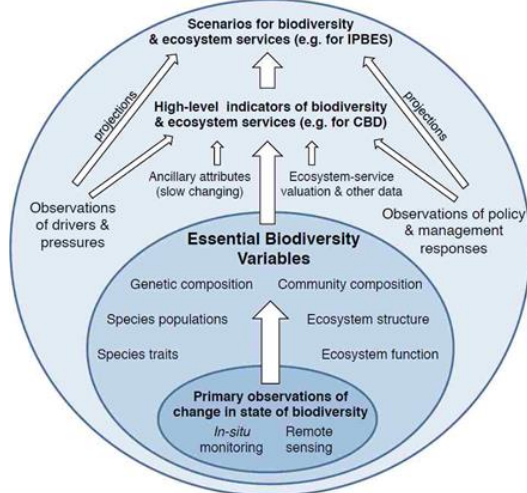 Scenarios for biodiversity
& ecosystem services (e.g. for IPBES)
projections
projections
High-level indicators of biodiversity
& ecosystem services (e.g. for CBD)
Ancillary attributes
(slow changing)
Ecosystem-service
valuation & other data
Observations
of drivers &
pressures
Observations of policy
& management
responses
Essential Biodiversity
Variables
Genetic composition
Community composition
Species populations
Ecosystem structure
Species traits
Ecosystem function
Primary observations of
change in state of biodiversity
In-situ
monitoring
Remote
sensing